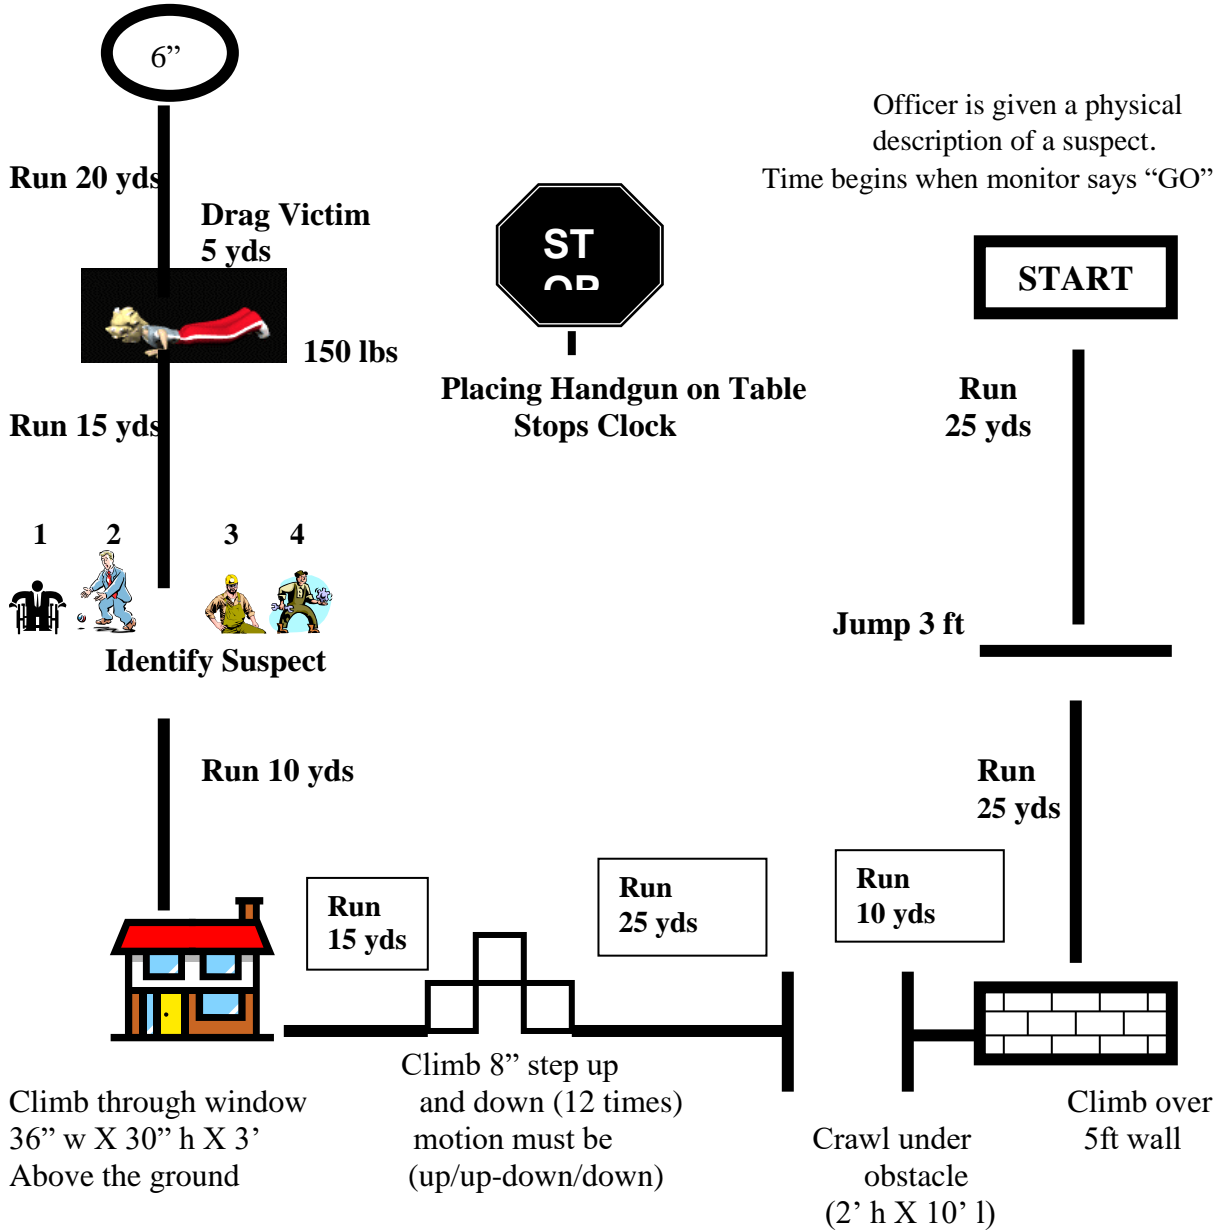 6”
Officer is given a physical
description of a suspect.
Time begins when monitor says “GO”
Run 20 yds
Drag Victim
5 yds
ST
OP
START
150 lbs
Placing Handgun on Table
Stops Clock
Run
25 yds
Run 15 yds
1 2 3 4
Identify Suspect
Jump 3 ft
Run 10 yds
Run
25 yds
Run
15 yds
Run
25 yds
Run
10 yds
Climb through window
36” w X 30” h X 3’
Above the ground
Climb 8” step up
and down (12 times)
motion must be
(up/up-down/down)
Crawl under
obstacle
(2’ h X 10’ l)
Climb over
5ft wall